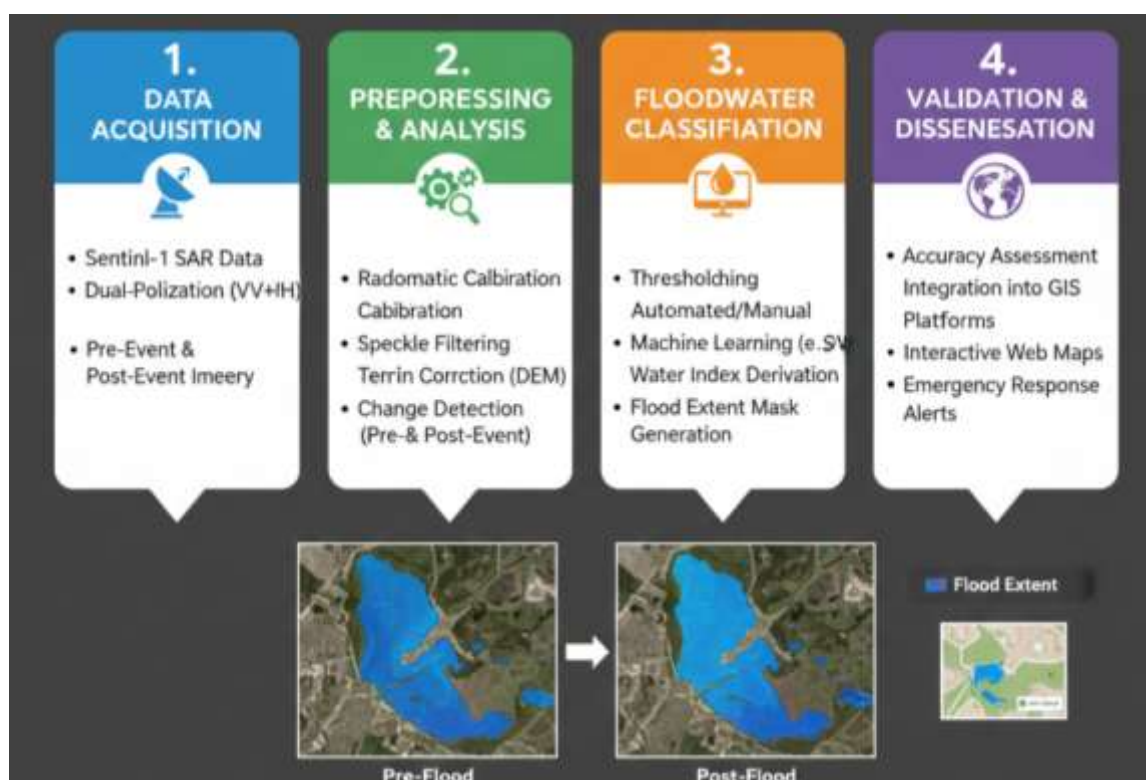 1.
DATA
ACQUISITION
• Sentinl-1 SAR Data
• Dual-Polization (VV+IH)
• Pre-Event &
Post-Event Imeery
2.
PREPORESSING
& ANALYSIS
• Radomatic Calbiration
Cabibration
• Speckle Filtering
Terrin Corrction (DEM)
• Change Detection
(Pre-& Post-Event)
3.
FLOODWATER
CLASSIFIATION
• Thresholching
Automated/Manual
• Machine Learning (e.SV
Water Index Derivation
• Flood Extent Mask
Generation
4.
VALIDATION &
DISSENESATION
• Accuracy Assessment
Integration into GIS
Platforms
• Interactive Web Maps
• Emergency Response
Alerts
Flood Extent
Pre-Flood
Post-Flood